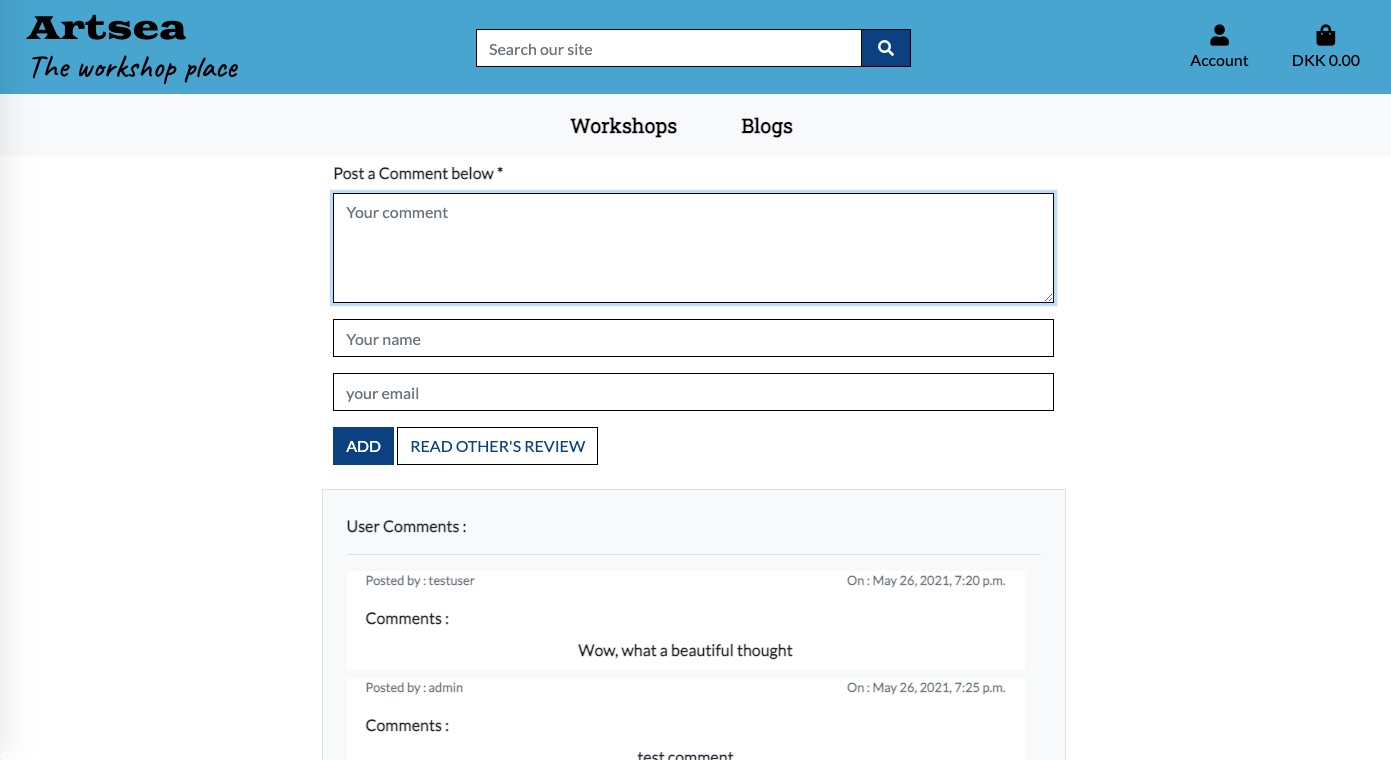 Artsea
The workshop place
Search our site
Account
DKK 0.00
Workshops Blogs
Post a Comment below *
Your comment
Your name
your email
ADD READ OTHER'S REVIEW
User Comments :
Posted by : testuser On : May 26, 2021, 7:20 p.m.
Comments :
Wow, what a beautiful thought
Posted by : admin On : May 26, 2021, 7:25 p.m.
Comments :
test comment